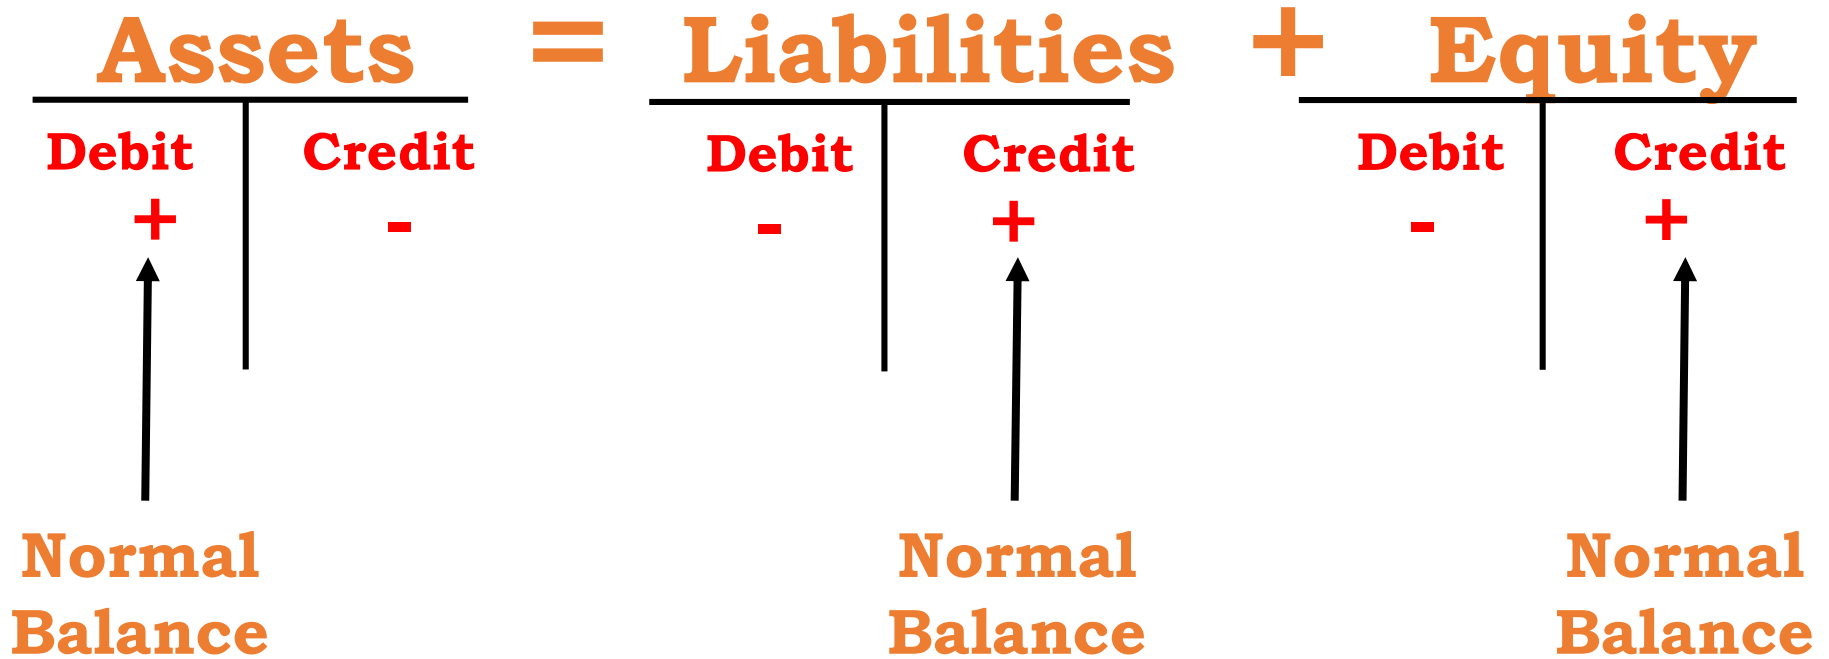 Assets = Liabilities + Equity
Debit Credit Debit Credit Debit Credit
+ - - + - +
Normal Normal Normal
Balance Balance Balance